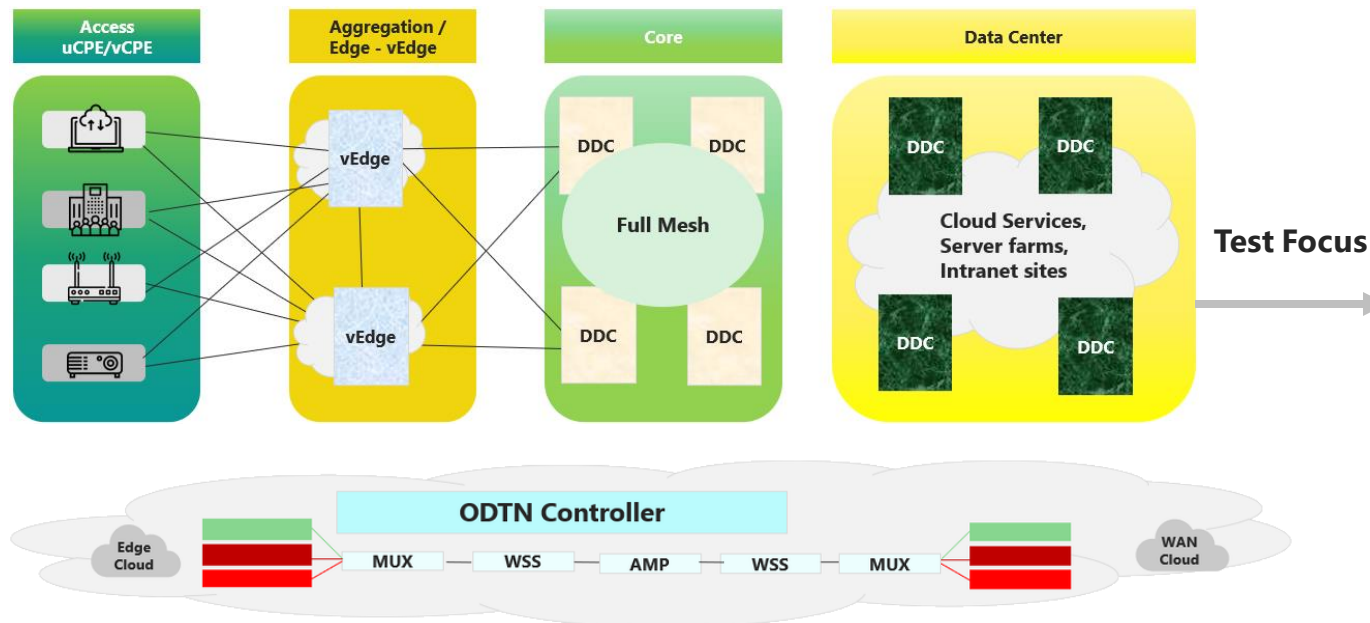 Access
uCPE/vCPE
Aggregation /
Edge - vEdge
Core
Data Center
vEdge
vEdge
DDC
DDC
Full Mesh
DDC
DDC
DDC
DDC
Cloud Services,
Server farms,
Intranet sites
DDC
DDC
Test Focus
ODTN Controller
Edge
Cloud
MUX
WSS
AMP
WSS
MUX
WAN
Cloud